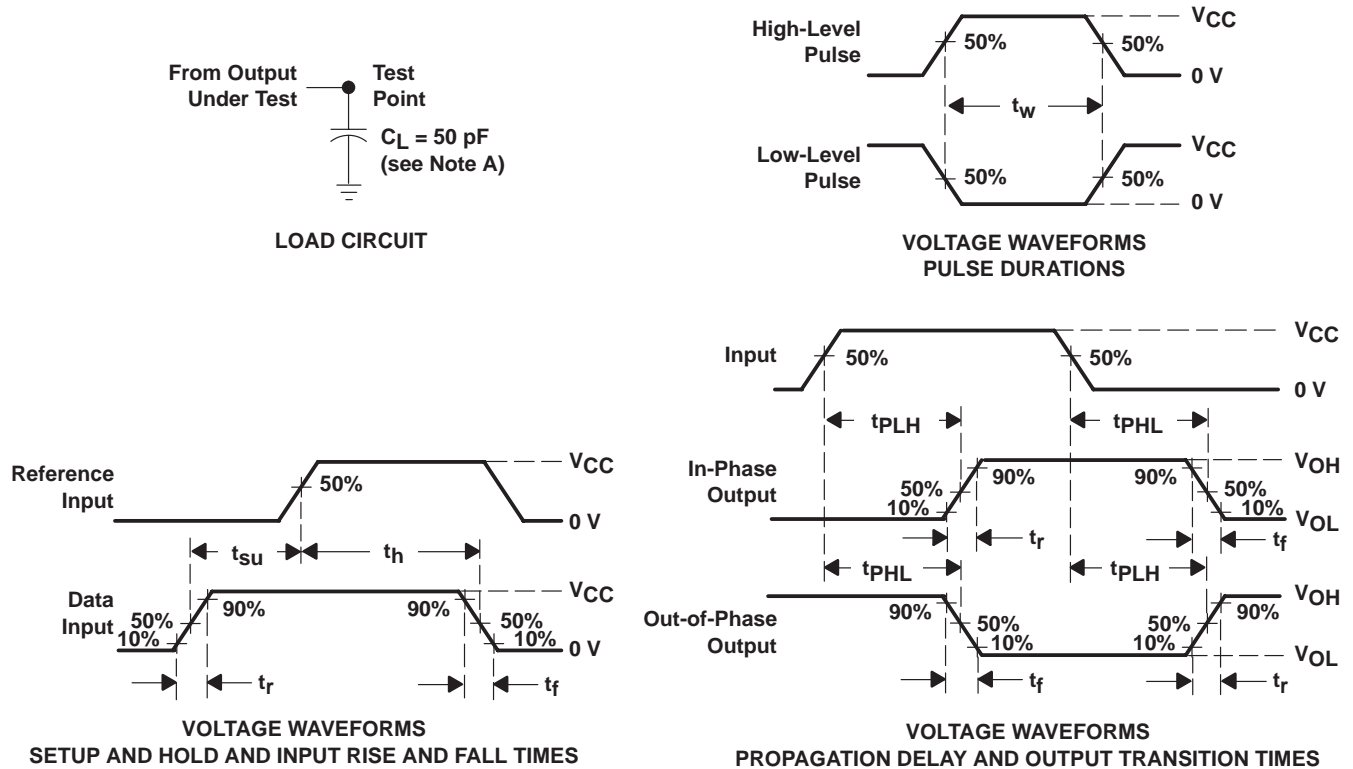 From Output
Under Test
Test
Point
CL = 50 pF
(see Note A)
LOAD CIRCUIT
High-Level
Pulse
50%
50%
VCC
0 V
tw
Low-Level
Pulse
50%
50%
VCC
0 V
VOLTAGE WAVEFORMS
PULSE DURATIONS
Reference
Input
50%
VCC
0 V
tsu
th
Data
Input
50%
10%
90%
90%
50%
10%
VCC
0 V
tr
tf
VOLTAGE WAVEFORMS
SETUP AND HOLD AND INPUT RISE AND FALL TIMES
Input
50%
50%
VCC
0 V
tPLH
tPHL
In-Phase
Output
50%
10%
90%
90%
50%
10%
VOH
VOL
tr
tf
tPHL
tPLH
Out-of-Phase
Output
90%
50%
10%
50%
10%
90%
VOH
VOL
tf
tr
VOLTAGE WAVEFORMS
PROPAGATION DELAY AND OUTPUT TRANSITION TIMES